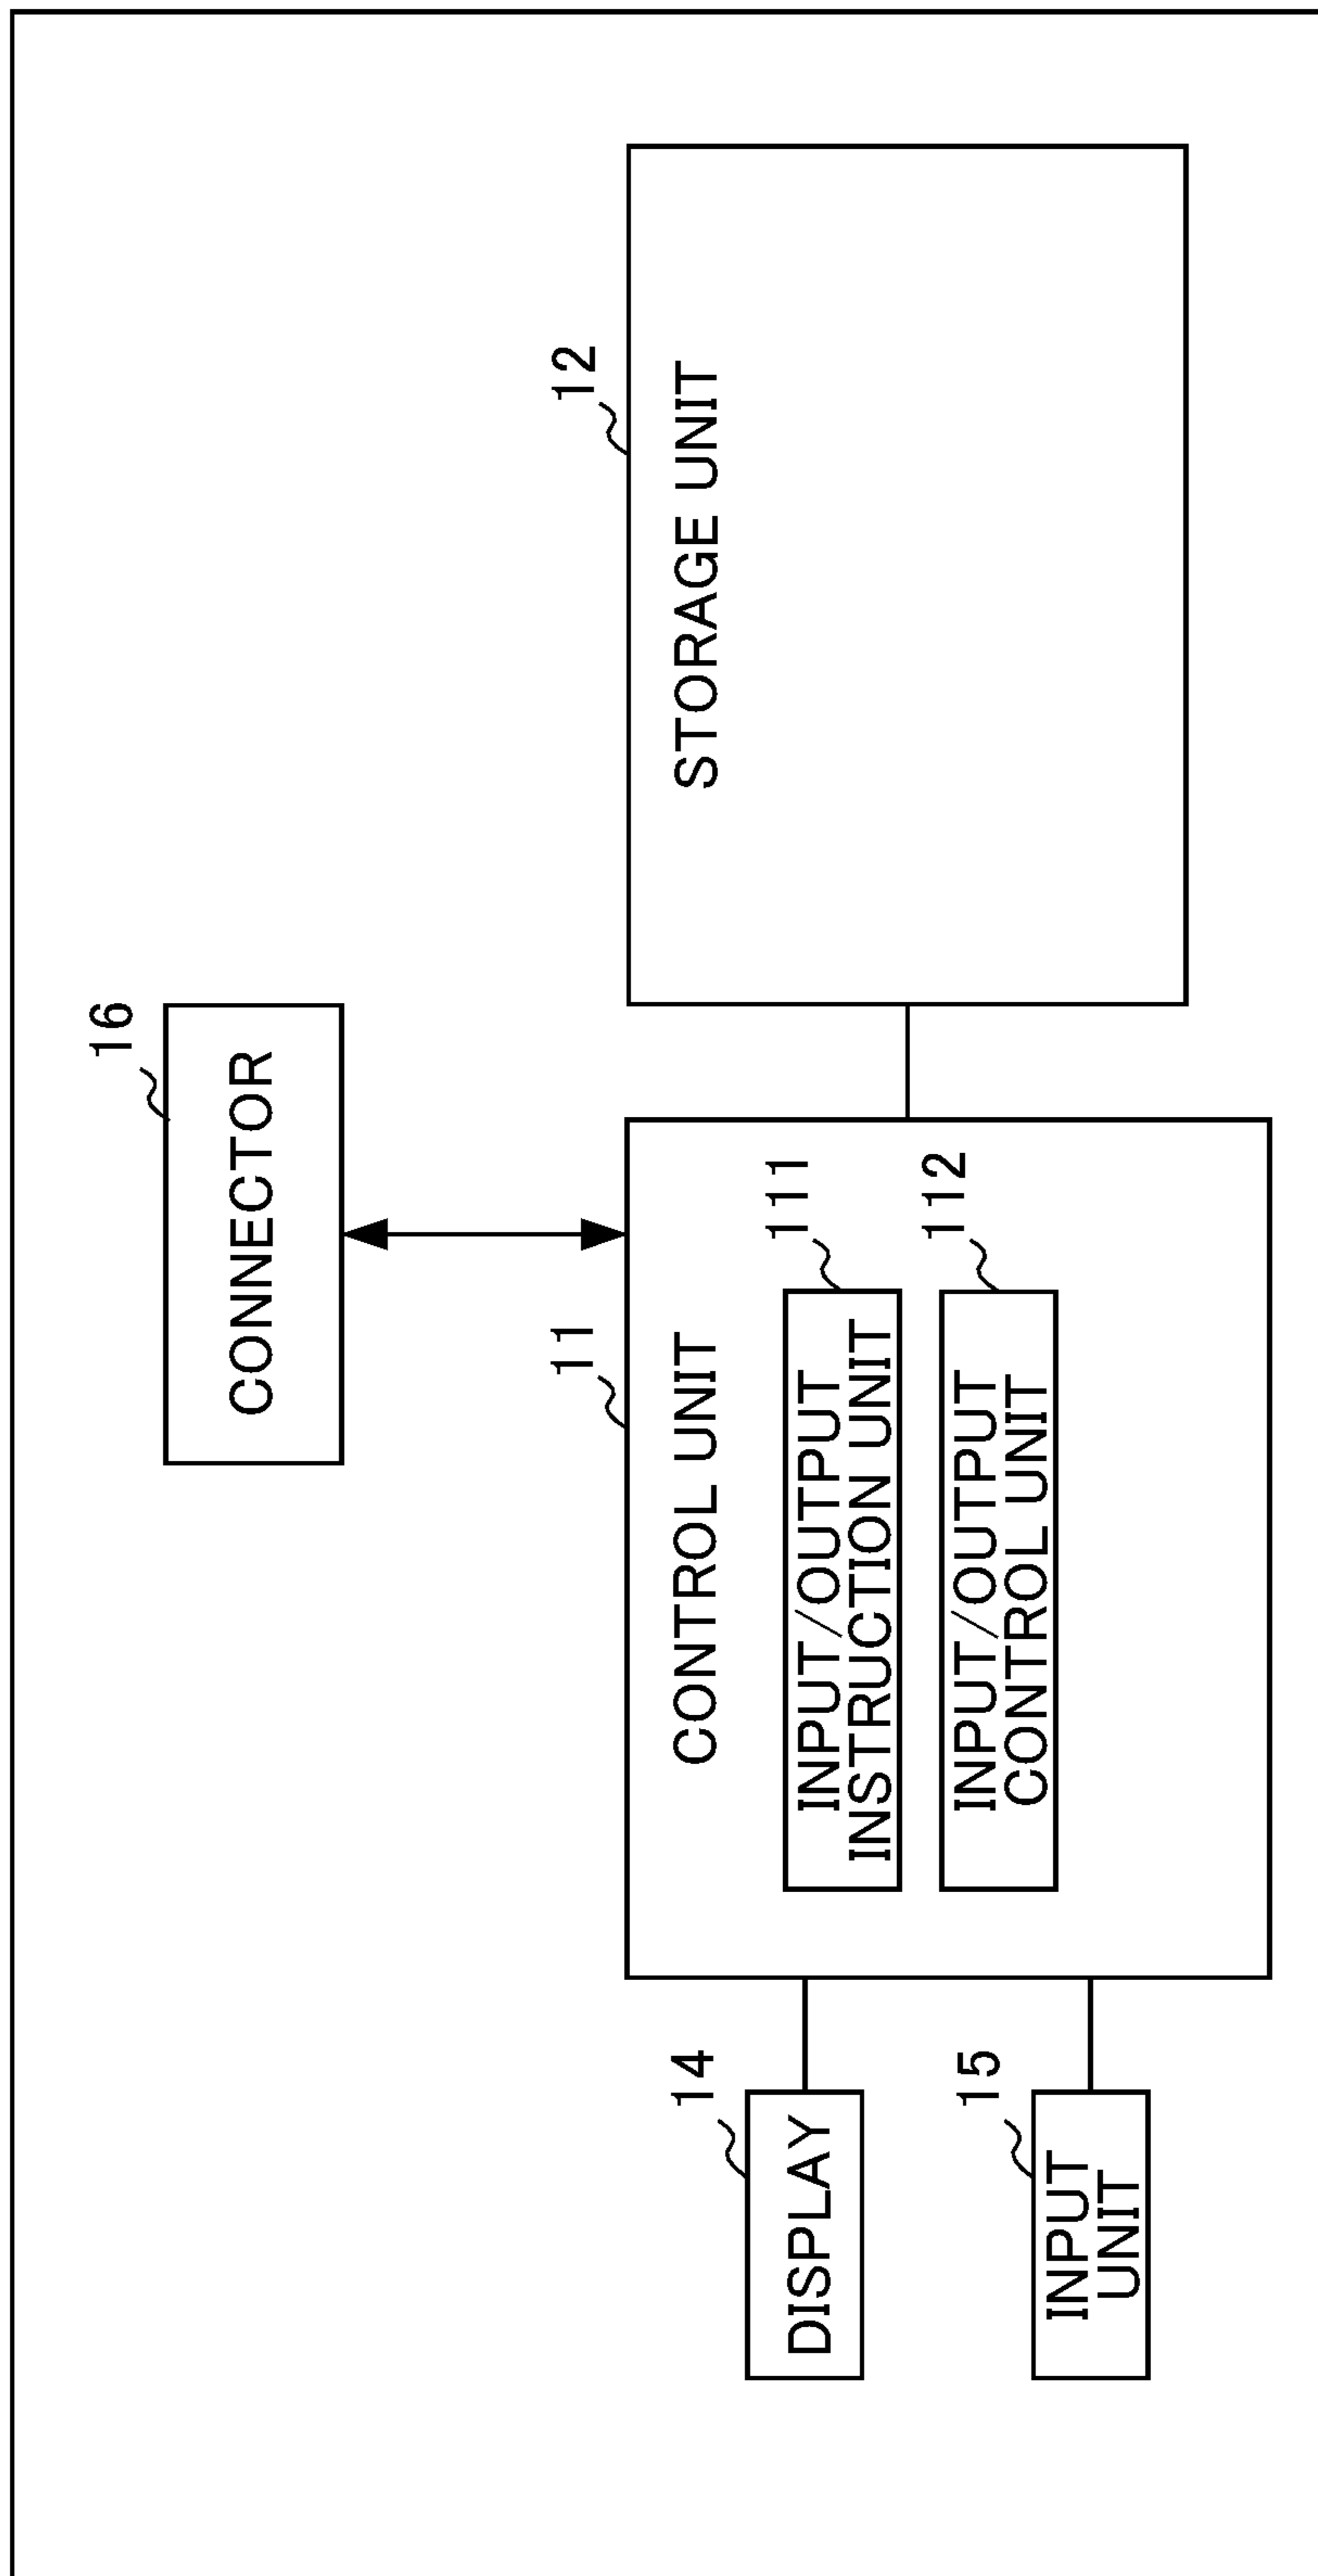 16
CONNECTOR
11
CONTROL UNIT
12
STORAGE UNIT
14
DISPLAY
111
INPUT/OUTPUT
INSTRUCTION UNIT
112
INPUT/OUTPUT
CONTROL UNIT
15
INPUT
UNIT